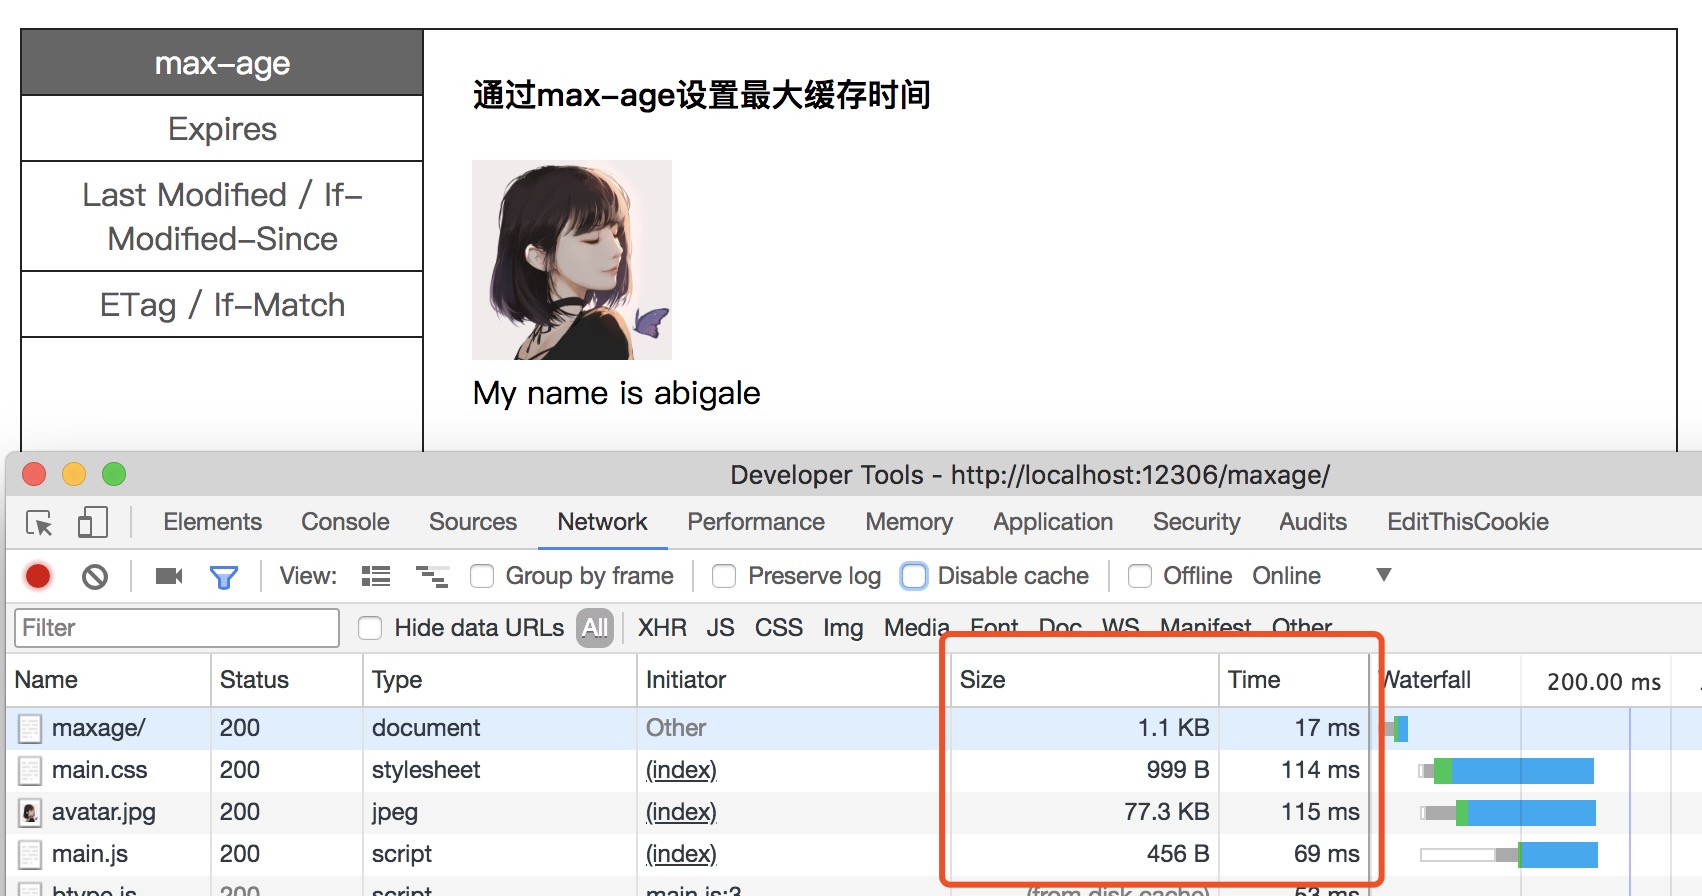 max-age
Expires
Last Modified / If-
Modified-Since
ETag / If-Match
通过max-age设置最大缓存时间
My name is abigale
Developer Tools - http://localhost:12306/maxage/
Elements Console Sources Network Performance Memory Application Security Audits EditThisCookie
View: Group by frame Preserve log Disable cache Offline Online
Filter Hide data URLs All XHR JS CSS Img Media Font Doc WS Manifest Other
Name Status Type Initiator Size Time Waterfall 200.00 ms
maxage/ 200 document Other 1.1 KB 17 ms
main.css 200 stylesheet (index) 999 B 114 ms
avatar.jpg 200 jpeg (index) 77.3 KB 115 ms
main.js 200 script (index) 456 B 69 ms
btype.js 200 script main.js:3 (from disk cache) 53 ms